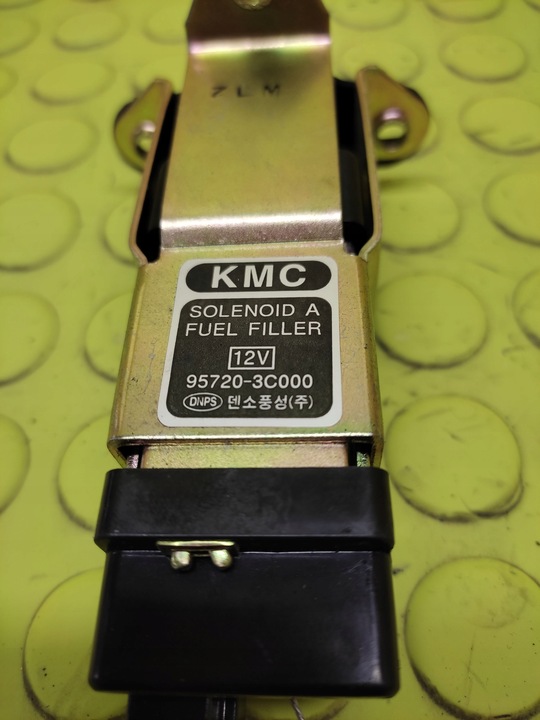 7LM
KMC
SOLENOID A
FUEL FILLER
12V
95720-3C000
DNPS 덴소풍성(주)